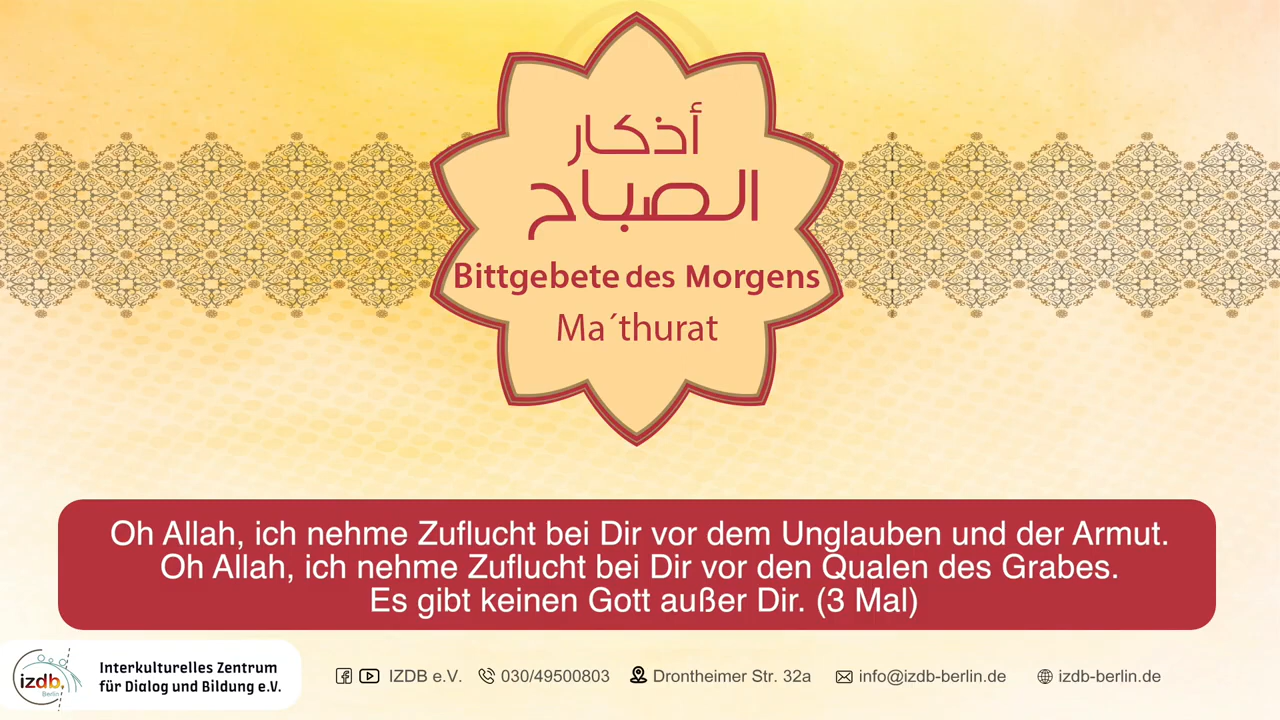 أذكار
الصباح
Bittgebete des Morgens
Ma´thurat
Oh Allah, ich nehme Zuflucht bei Dir vor dem Unglauben und der Armut.
Oh Allah, ich nehme Zuflucht bei Dir vor den Qualen des Grabes.
Es gibt keinen Gott außer Dir. (3 Mal)
izdb.
Berlin
Interkulturelles Zentrum
für Dialog und Bildung e.V.
IZDB e.V. 030/49500803 Drontheimer Str. 32a info@izdb-berlin.de izdb-berlin.de